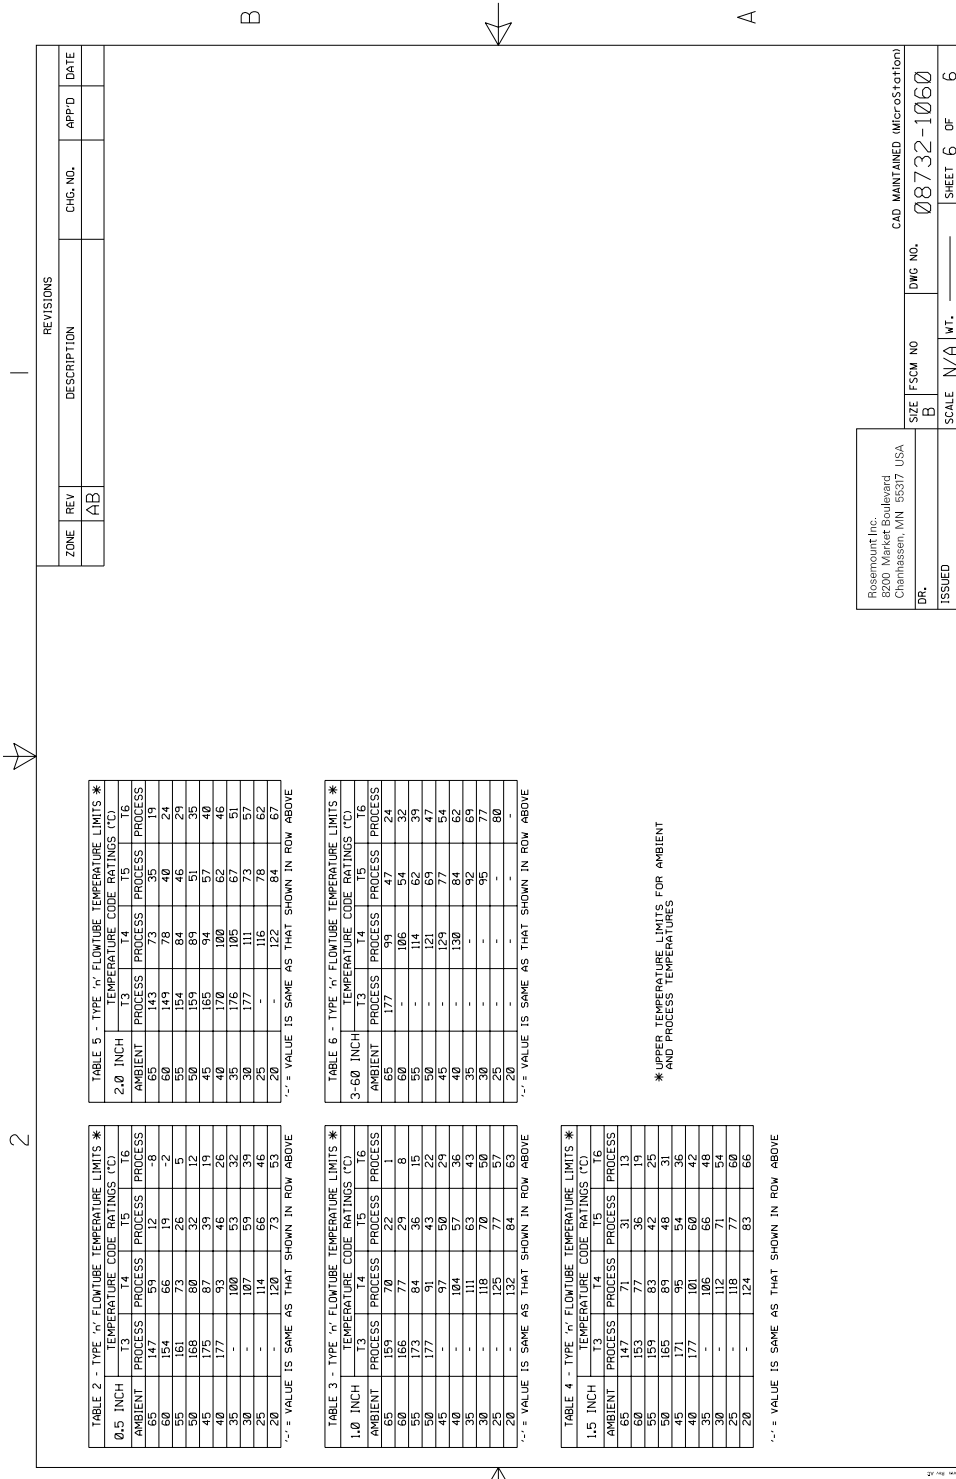 B
A
1
2
REVISIONS
ZONE REV DESCRIPTION CHG. NO. APP'D DATE
AB
TABLE 2 - TYPE 'n' FLOWTUBE TEMPERATURE LIMITS *
0.5 INCH TEMPERATURE CODE RATINGS (°C)
T3 T4 T5 T6
AMBIENT PROCESS PROCESS PROCESS PROCESS
65 147 59 12 -8
60 154 66 19 -2
55 161 73 26 5
50 168 80 32 12
45 175 87 39 19
40 177 93 46 26
35 - 100 53 32
30 - 107 59 39
25 - 114 66 46
20 - 120 73 53
'-' = VALUE IS SAME AS THAT SHOWN IN ROW ABOVE
TABLE 5 - TYPE 'n' FLOWTUBE TEMPERATURE LIMITS *
2.0 INCH TEMPERATURE CODE RATINGS (°C)
T3 T4 T5 T6
AMBIENT PROCESS PROCESS PROCESS PROCESS
65 143 73 35 19
60 149 78 40 24
55 154 84 46 29
50 159 89 51 35
45 165 94 57 40
40 170 100 62 46
35 176 105 67 51
30 177 111 73 57
25 - 116 78 62
20 - 122 84 67
'-' = VALUE IS SAME AS THAT SHOWN IN ROW ABOVE
TABLE 3 - TYPE 'n' FLOWTUBE TEMPERATURE LIMITS *
1.0 INCH TEMPERATURE CODE RATINGS (°C)
T3 T4 T5 T6
AMBIENT PROCESS PROCESS PROCESS PROCESS
65 159 70 22 1
60 166 77 29 8
55 173 84 36 15
50 177 91 43 22
45 - 97 50 29
40 - 104 57 36
35 - 111 63 43
30 - 118 70 50
25 - 125 77 57
20 - 132 84 63
'-' = VALUE IS SAME AS THAT SHOWN IN ROW ABOVE
TABLE 6 - TYPE 'n' FLOWTUBE TEMPERATURE LIMITS *
3-60 INCH TEMPERATURE CODE RATINGS (°C)
T3 T4 T5 T6
AMBIENT PROCESS PROCESS PROCESS PROCESS
65 177 99 47 24
60 - 106 54 32
55 - 114 62 39
50 - 121 69 47
45 - 129 77 54
40 - 130 84 62
35 - - 92 69
30 - - 95 77
25 - - - 80
20 - - - -
'-' = VALUE IS SAME AS THAT SHOWN IN ROW ABOVE
TABLE 4 - TYPE 'n' FLOWTUBE TEMPERATURE LIMITS *
1.5 INCH TEMPERATURE CODE RATINGS (°C)
T3 T4 T5 T6
AMBIENT PROCESS PROCESS PROCESS PROCESS
65 147 71 31 13
60 153 77 36 19
55 159 83 42 25
50 165 89 48 31
45 171 95 54 36
40 177 101 60 42
35 - 106 66 48
30 - 112 71 54
25 - 118 77 60
20 - 124 83 66
'-' = VALUE IS SAME AS THAT SHOWN IN ROW ABOVE
* UPPER TEMPERATURE LIMITS FOR AMBIENT
AND PROCESS TEMPERATURES
Rosemount Inc.
8200 Market Boulevard
Chanhassen, MN 55317 USA
CAD MAINTAINED (MicroStation)
DR.
ISSUED
SIZE B FSCM NO DWG NO. 08732-1060
SCALE N/A WT. SHEET 6 OF 6